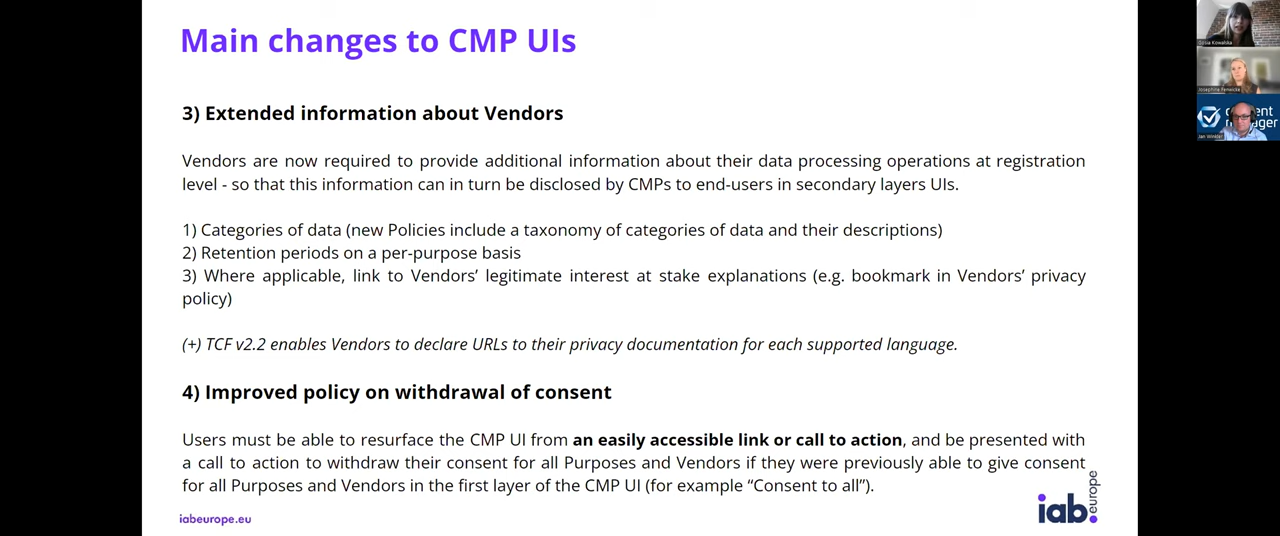 Main changes to CMP UIs
3) Extended information about Vendors
Vendors are now required to provide additional information about their data processing operations at registration
level - so that this information can in turn be disclosed by CMPs to end-users in secondary layers UIs.
1) Categories of data (new Policies include a taxonomy of categories of data and their descriptions)
2) Retention periods on a per-purpose basis
3) Where applicable, link to Vendors’ legitimate interest at stake explanations (e.g. bookmark in Vendors’ privacy
policy)
(+) TCF v2.2 enables Vendors to declare URLs to their privacy documentation for each supported language.
4) Improved policy on withdrawal of consent
Users must be able to resurface the CMP UI from an easily accessible link or call to action, and be presented with
a call to action to withdraw their consent for all Purposes and Vendors if they were previously able to give consent
for all Purposes and Vendors in the first layer of the CMP UI (for example “Consent to all”).
iabeurope.eu
iab.
europe
Kowalska
Josephine
Jan Winkler